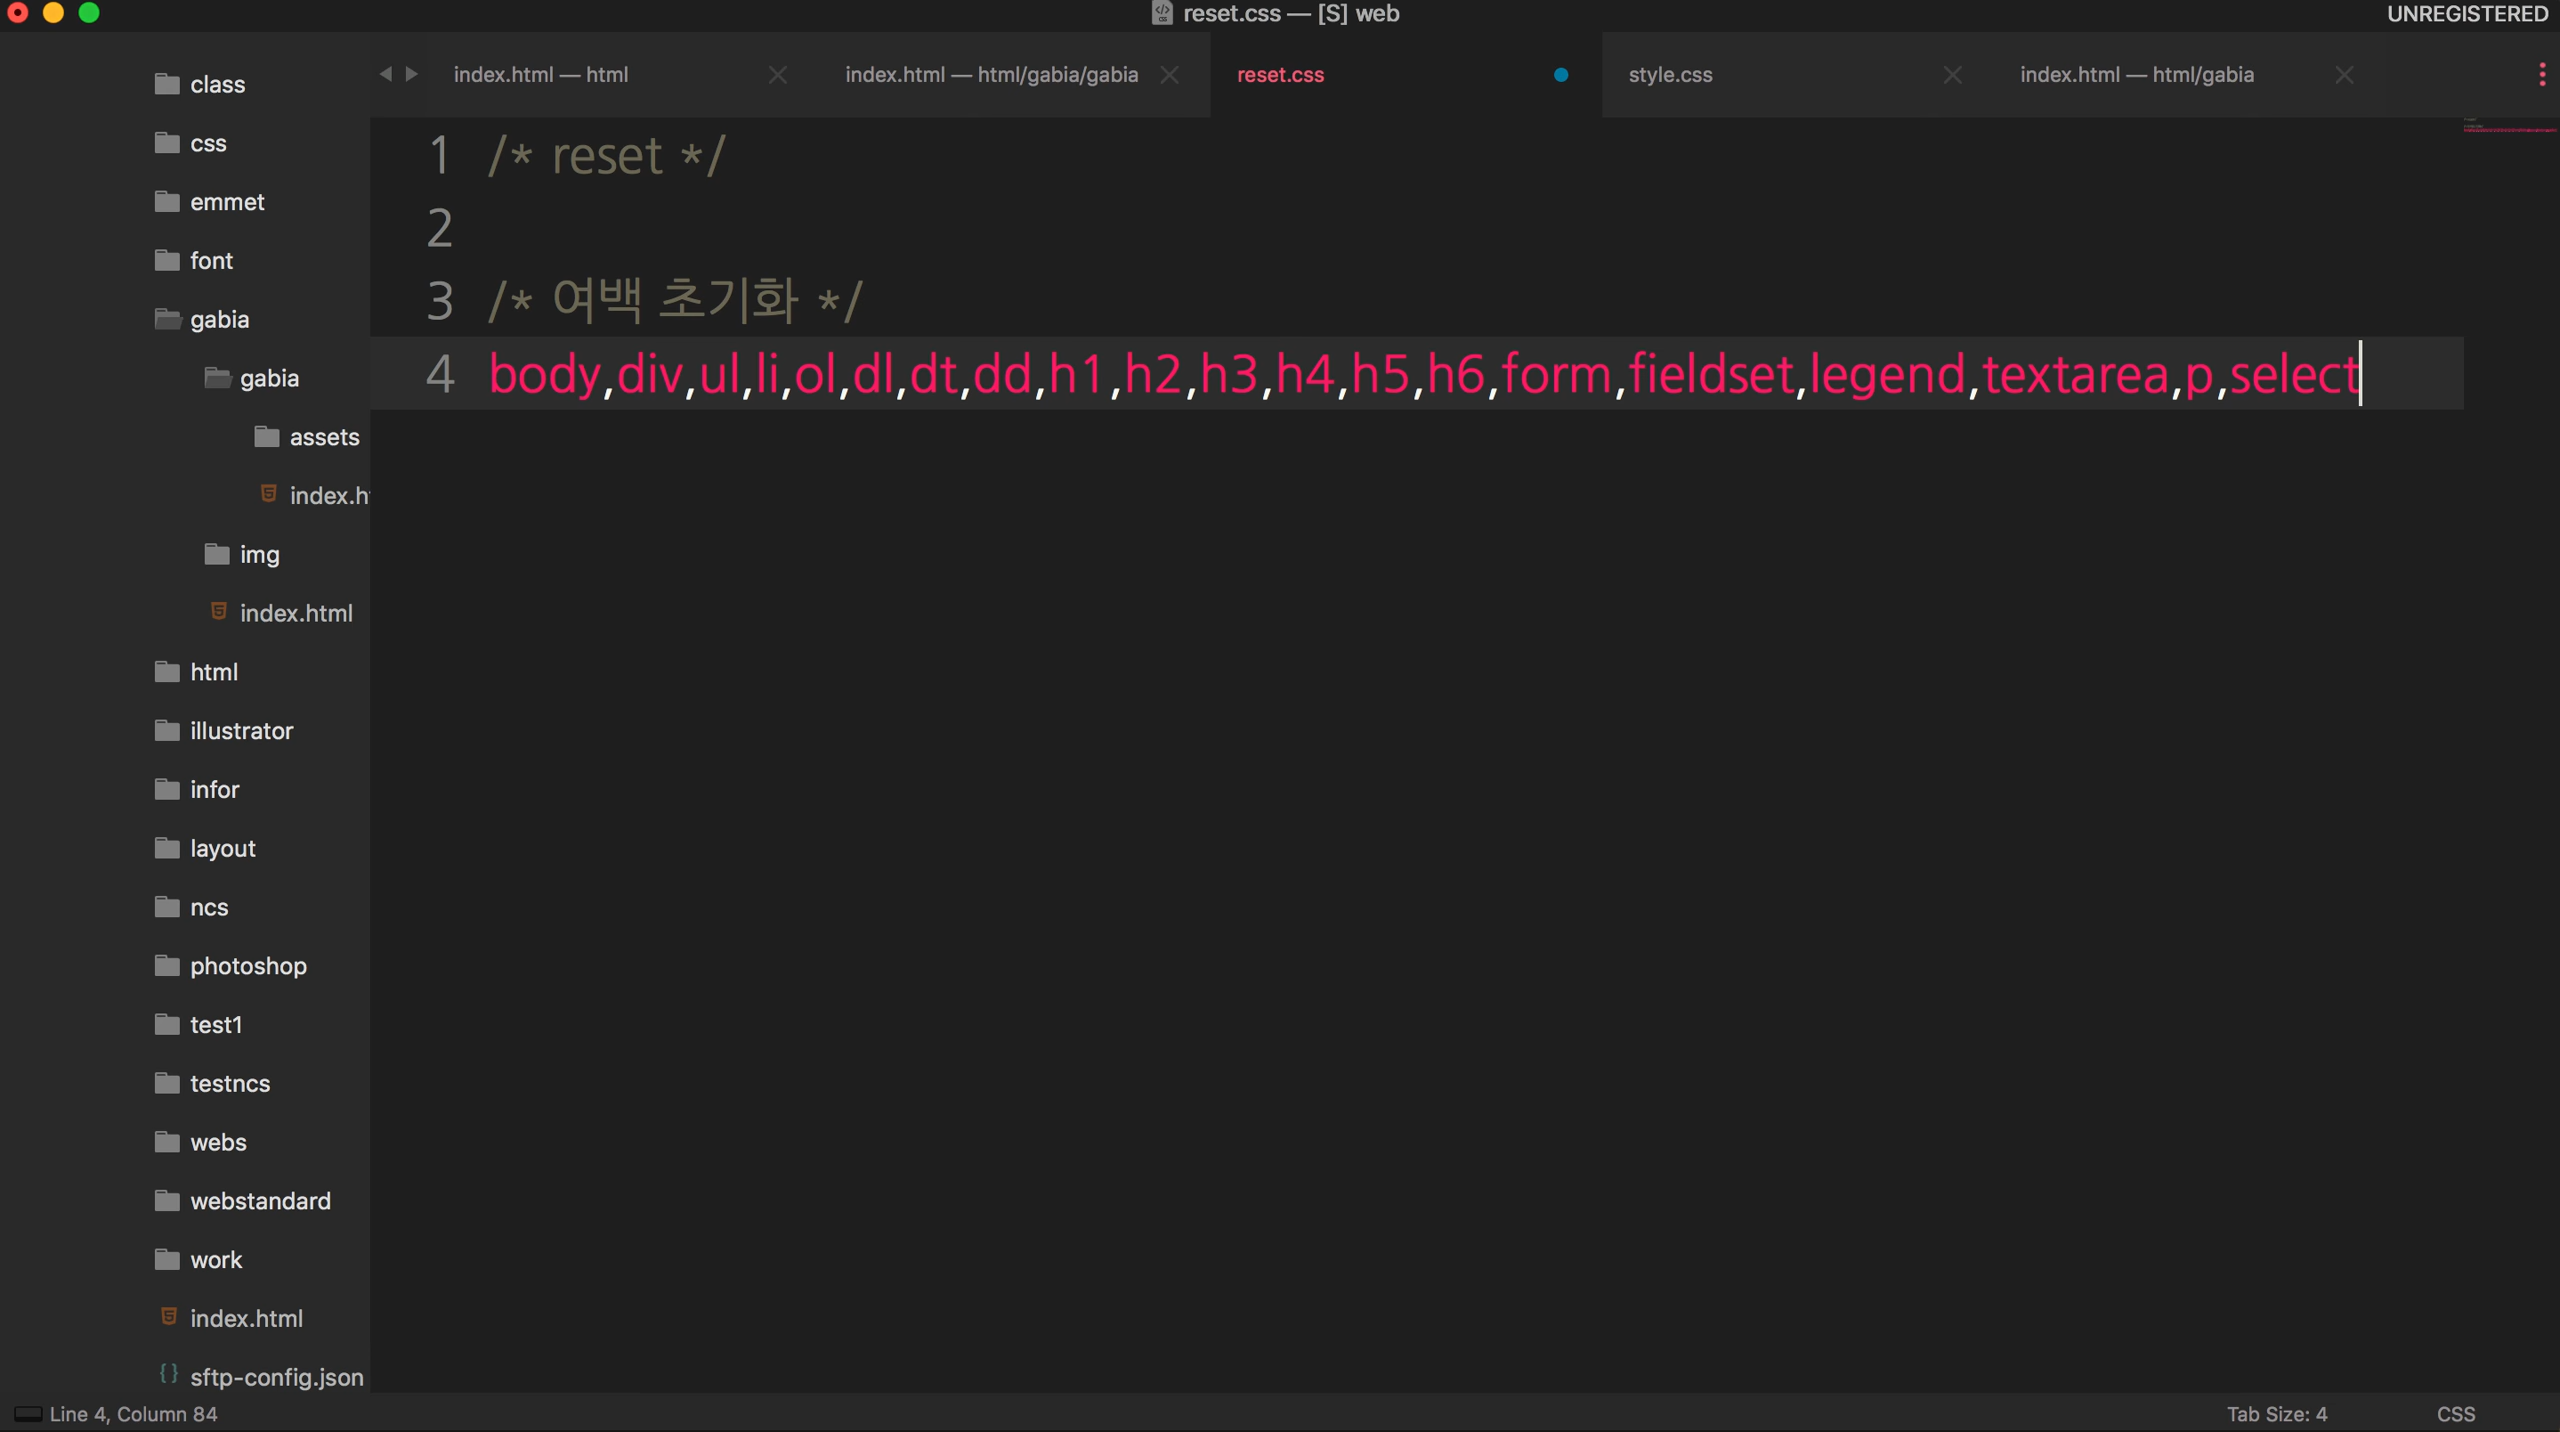 reset.css — [S] web
UNREGISTERED
index.html — html
index.html — html/gabia/gabia
reset.css
style.css
index.html — html/gabia
class
css
emmet
font
gabia
gabia
assets
index.h
img
index.html
html
illustrator
infor
layout
ncs
photoshop
test1
testncs
webs
webstandard
work
index.html
sftp-config.json
1 /* reset */
2
3 /* 여백 초기화 */
4 body,div,ul,li,ol,dl,dt,dd,h1,h2,h3,h4,h5,h6,form,fieldset,legend,textarea,p,select
Line 4, Column 84
Tab Size: 4
CSS